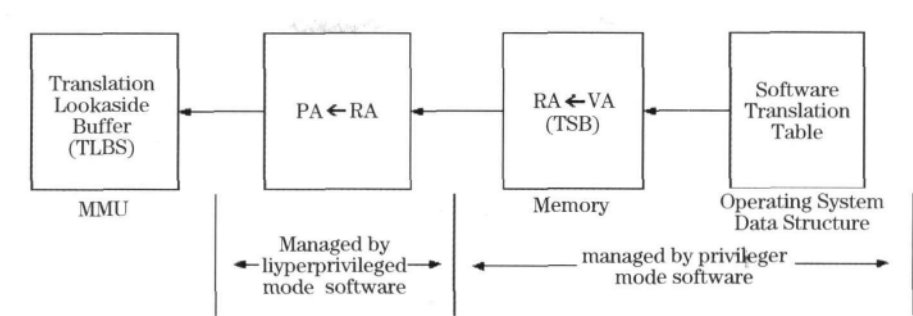 Translation
Lookaside
Buffer
(TLBS)
PA ← RA
RA ← VA
(TSB)
Software
Translation
Table
MMU
Memory
Operating System
Data Structure
Managed by
liyperprivileged
mode software
managed by privileger
mode software